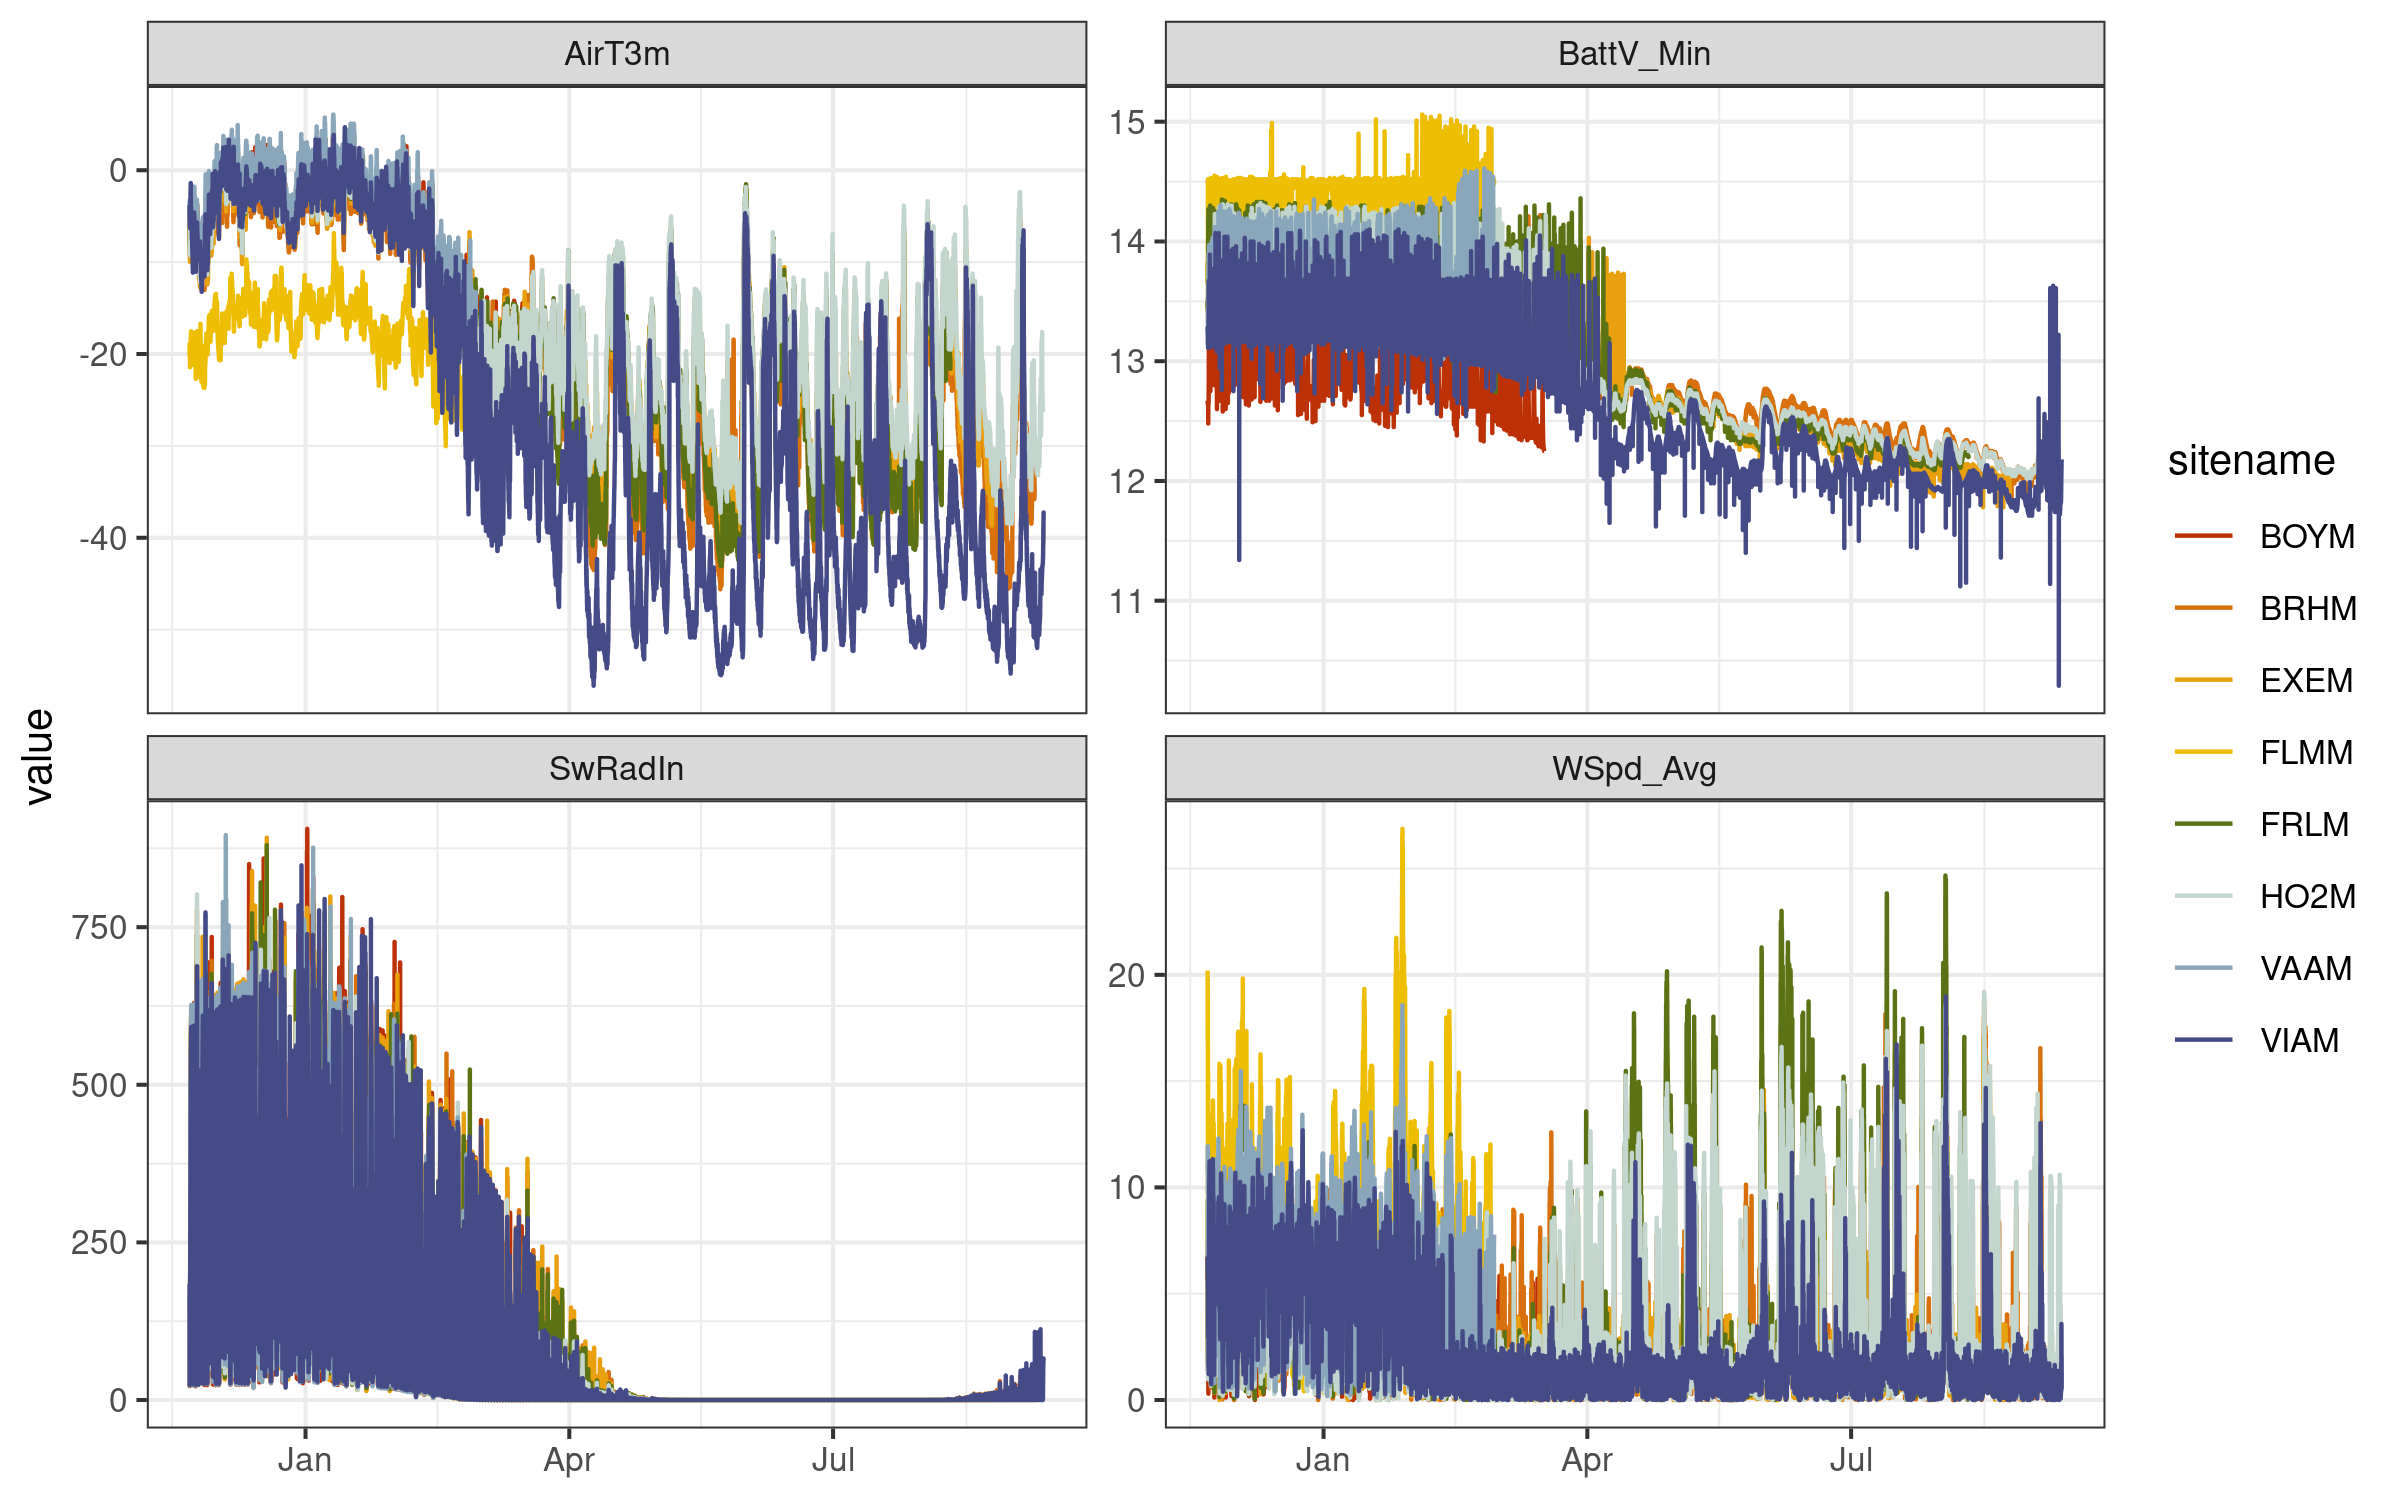 AirT3m
BattV_Min
0
-20
-40
15
14
13
12
11
value
SwRadIn
WSpd_Avg
750
500
250
0
20
10
0
Jan
Apr
Jul
Jan
Apr
Jul
sitename
BOYM
BRHM
EXEM
FLMM
FRLM
HO2M
VAAM
VIAM